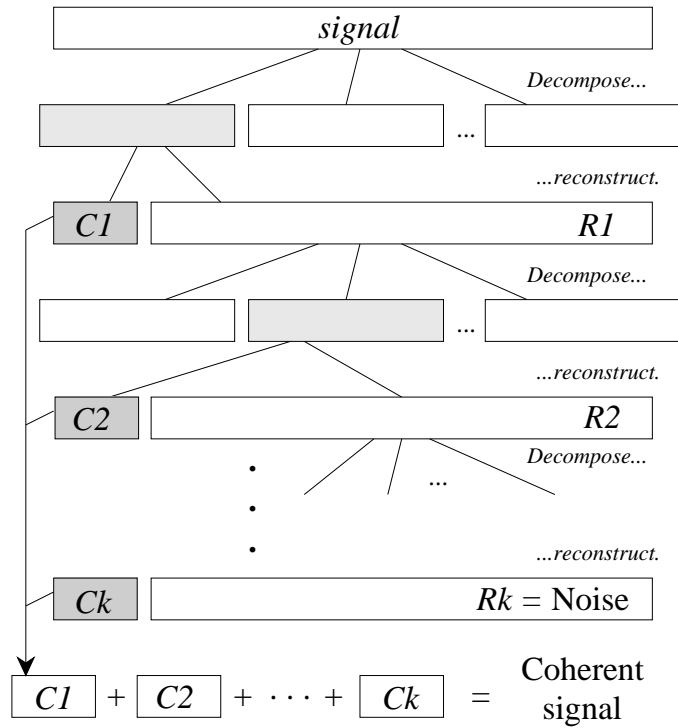 signal
Decompose...
...
...reconstruct.
C1 R1
Decompose...
...
...reconstruct.
C2 R2
Decompose...
...
...reconstruct.
Ck Rk = Noise
C1 + C2 + · · · + Ck = Coherent
signal